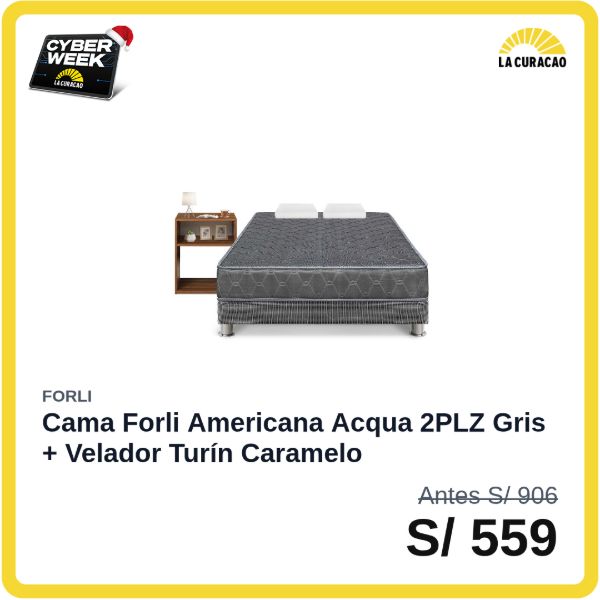 CYBER
WEEK
LA CURACAO
LA CURACAO
FORLI
Cama Forli Americana Acqua 2PLZ Gris
+ Velador Turín Caramelo
Antes S/ 906
S/ 559